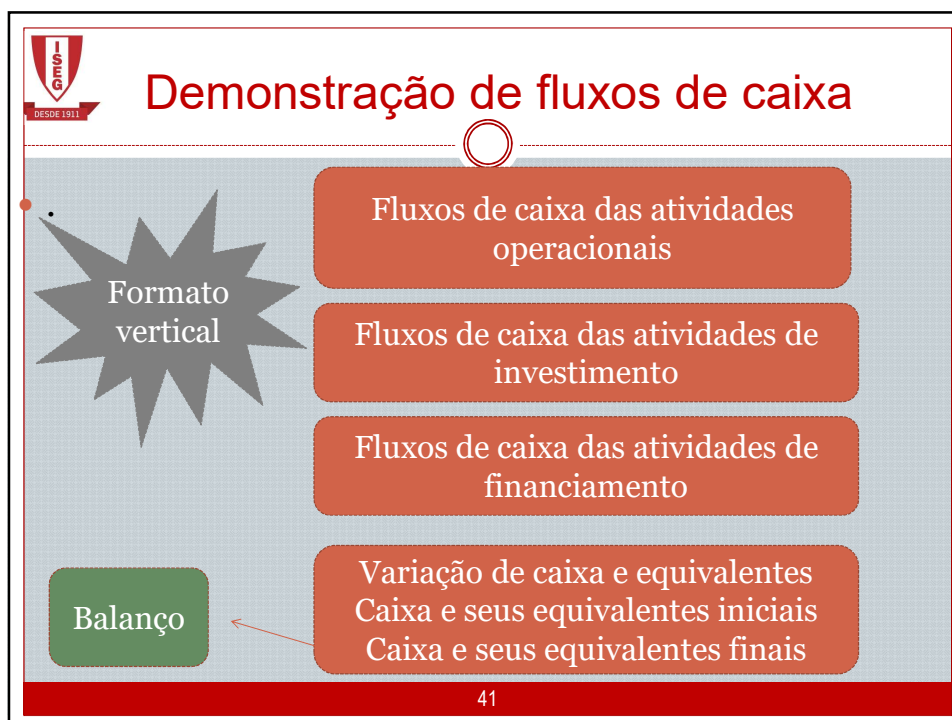 ISEG
DESDE 1911
Demonstração de fluxos de caixa
.
Formato
vertical
Fluxos de caixa das atividades
operacionais
Fluxos de caixa das atividades de
investimento
Fluxos de caixa das atividades de
financiamento
Balanço
Variação de caixa e equivalentes
Caixa e seus equivalentes iniciais
Caixa e seus equivalentes finais
41